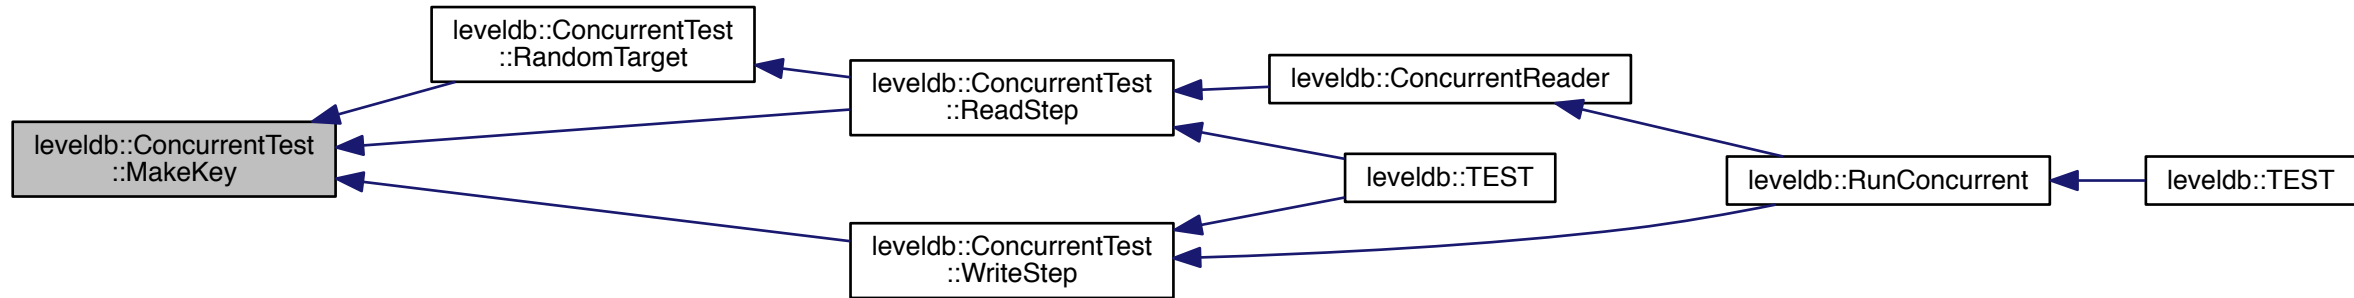 leveldb::ConcurrentTest
::MakeKey
leveldb::ConcurrentTest
::RandomTarget
leveldb::ConcurrentTest
::ReadStep
leveldb::ConcurrentTest
::WriteStep
leveldb::ConcurrentReader
leveldb::TEST
leveldb::RunConcurrent
leveldb::TEST